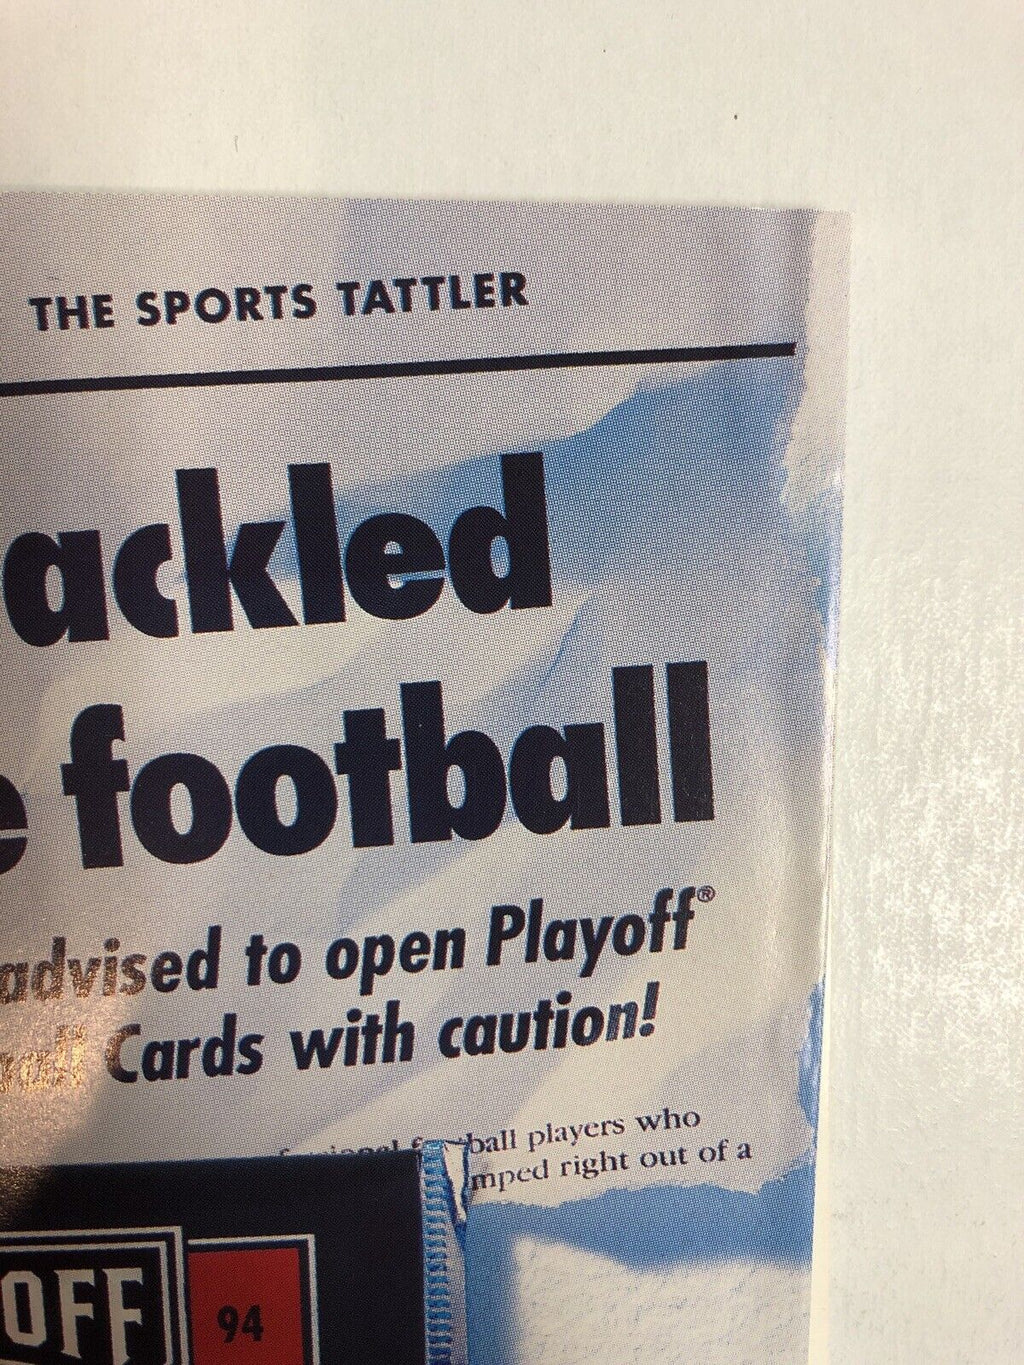 THE SPORTS TATTLER
ackled
football
advised to open Playoff®
Cards with caution!
ball players who
mped right out of a
OFF
94